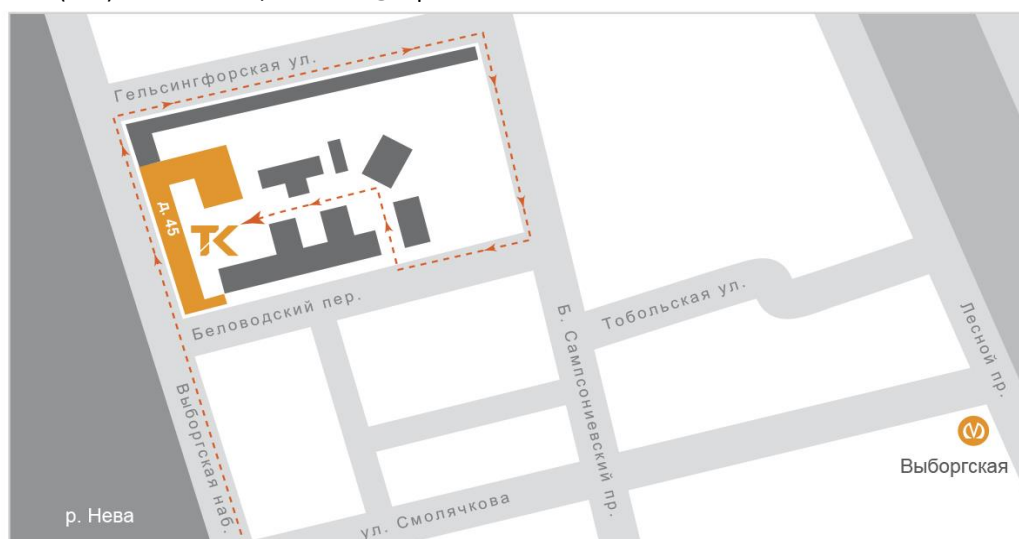 Гельсингфорская ул.
д. 45
ТК
Беловодский пер.
Тобольская ул.
Б. Сампсониевский пр.
Лесной пр.
Выборгская наб.
Выборгская
ул. Смолячкова
р. Нева